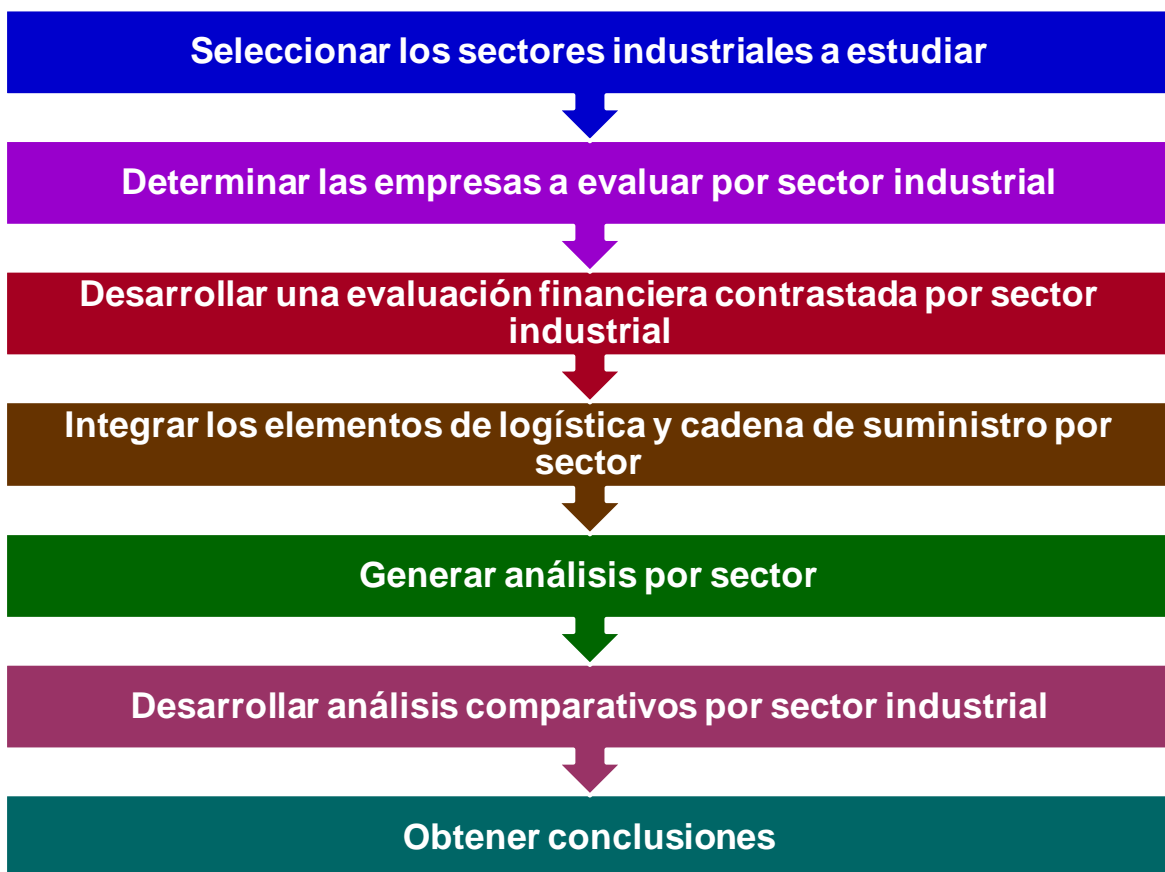 Seleccionar los sectores industriales a estudiar
Determinar las empresas a evaluar por sector industrial
Desarrollar una evaluación financiera contrastada por sector
industrial
Integrar los elementos de logística y cadena de suministro por
sector
Generar análisis por sector
Desarrollar análisis comparativos por sector industrial
Obtener conclusiones